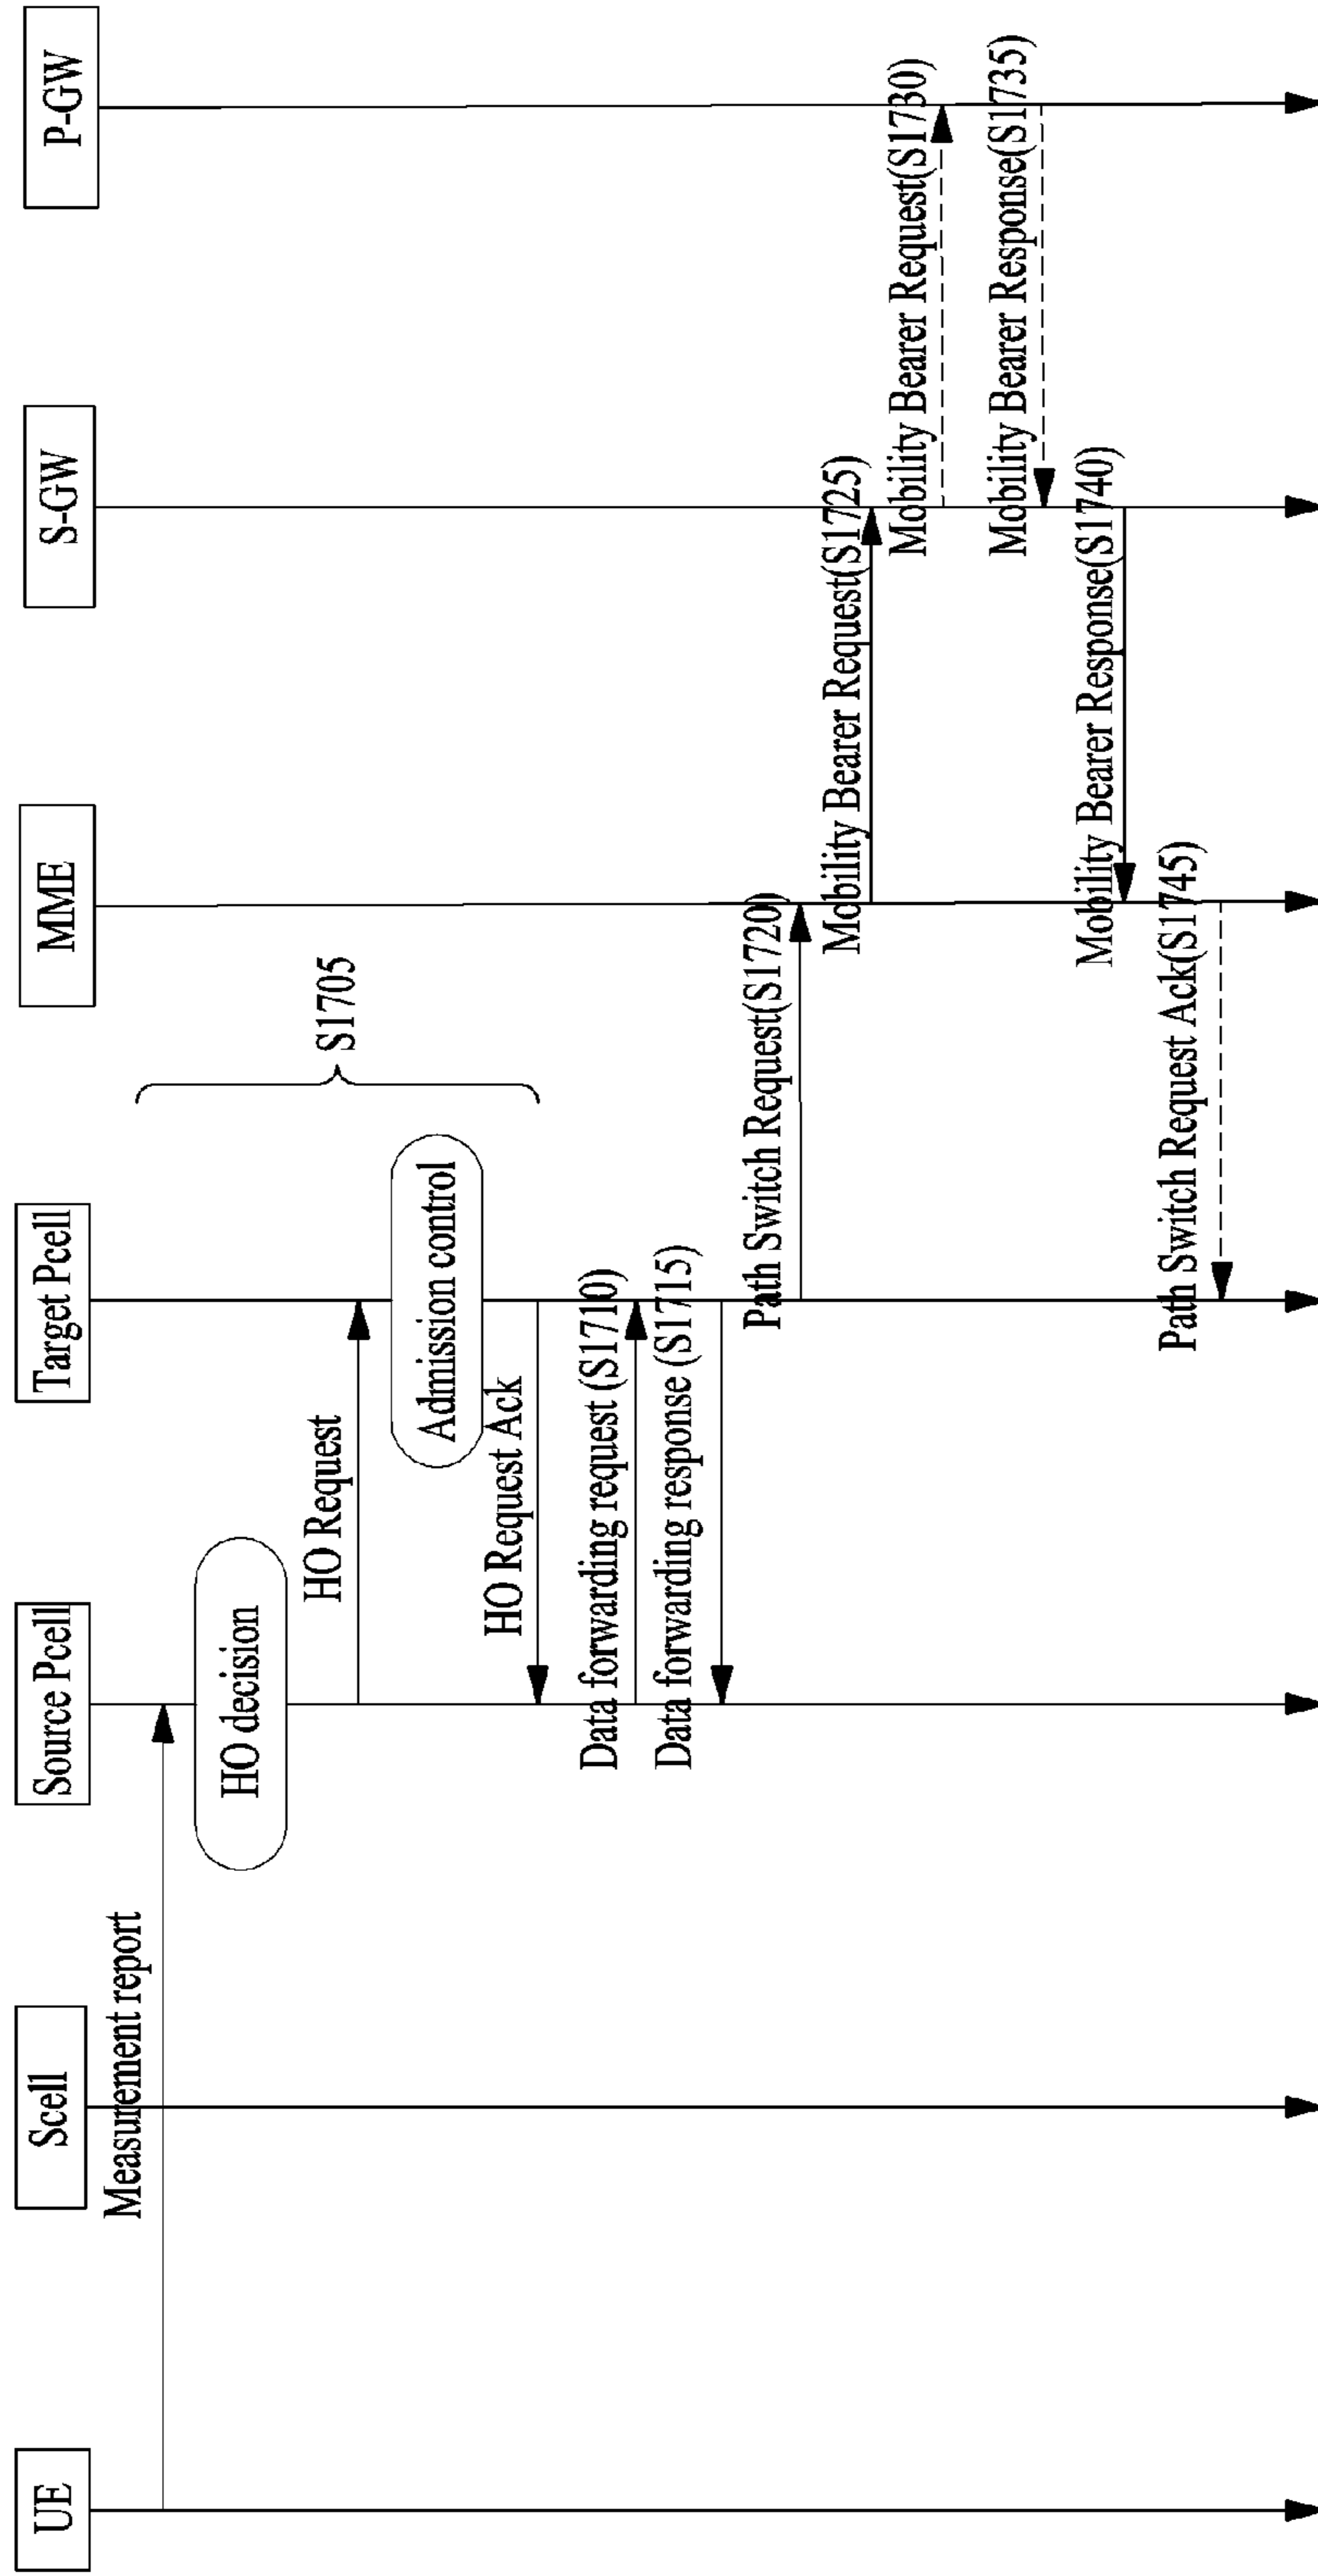 UE
Scell
Source Pcell
Target Pcell
MME
S-GW
P-GW
Measurement report
HO decision
S1705
HO Request
Admission control
HO Request Ack
Data forwarding request (S1710)
Data forwarding response (S1715)
Path Switch Request(S1720)
Mobility Bearer Request(S1725)
Mobility Bearer Request(S1730)
Mobility Bearer Response(S1735)
Mobility Bearer Response(S1740)
Path Switch Request Ack(S1745)